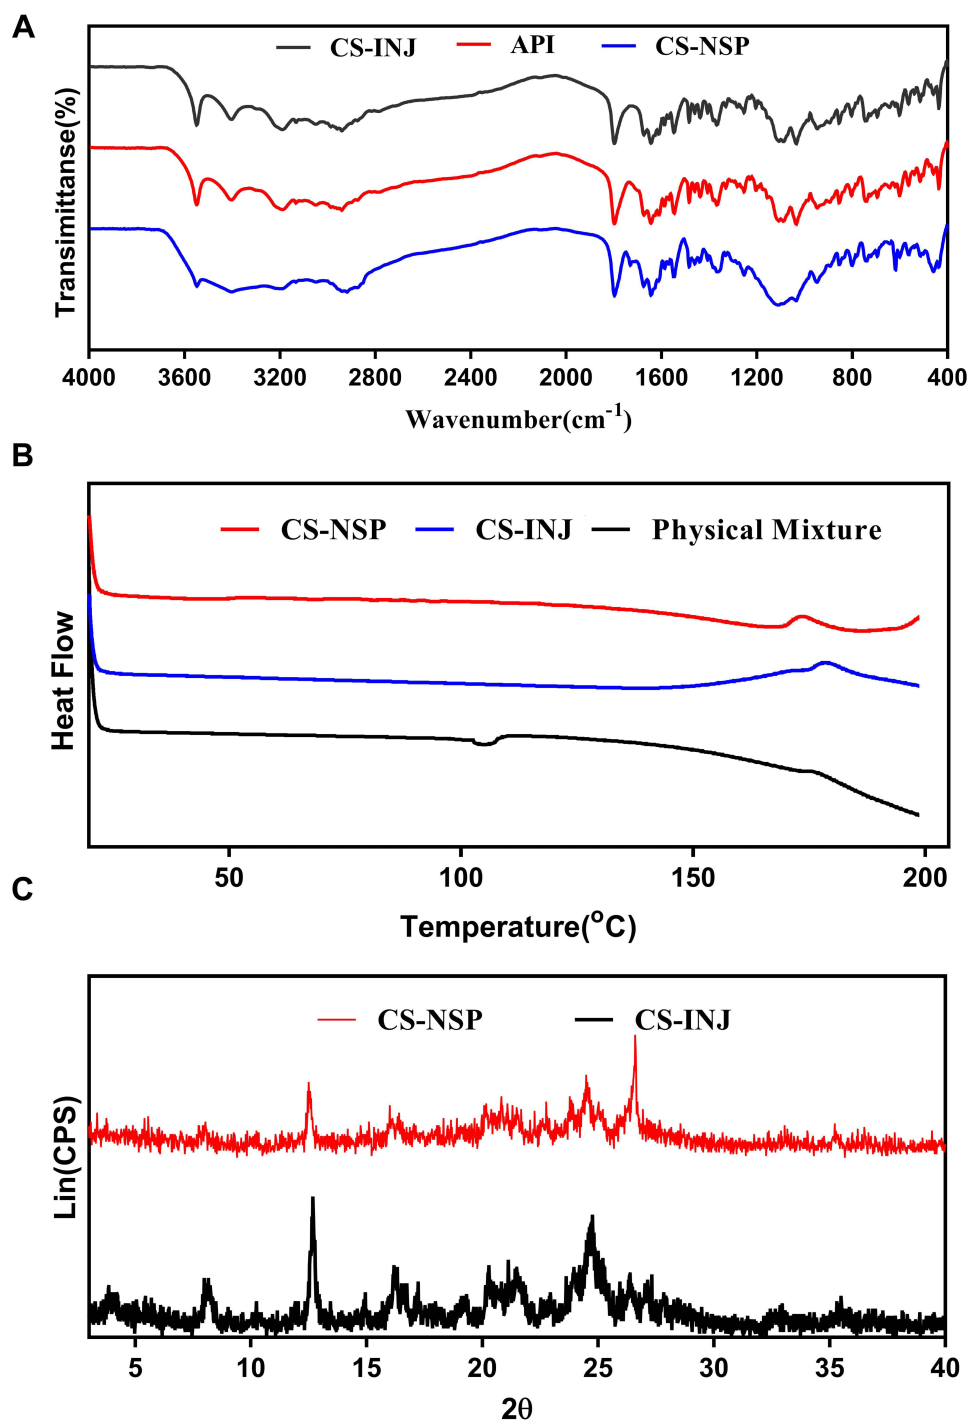 A
CS-INJ API CS-NSP
Transimittanse(%)
4000 3600 3200 2800 2400 2000 1600 1200 800 400
Wavenumber(cm⁻¹)
B
CS-NSP CS-INJ Physical Mixture
Heat Flow
50 100 150 200
Temperature(°C)
C
CS-NSP CS-INJ
Lin(CPS)
5 10 15 20 25 30 35 40
2θ